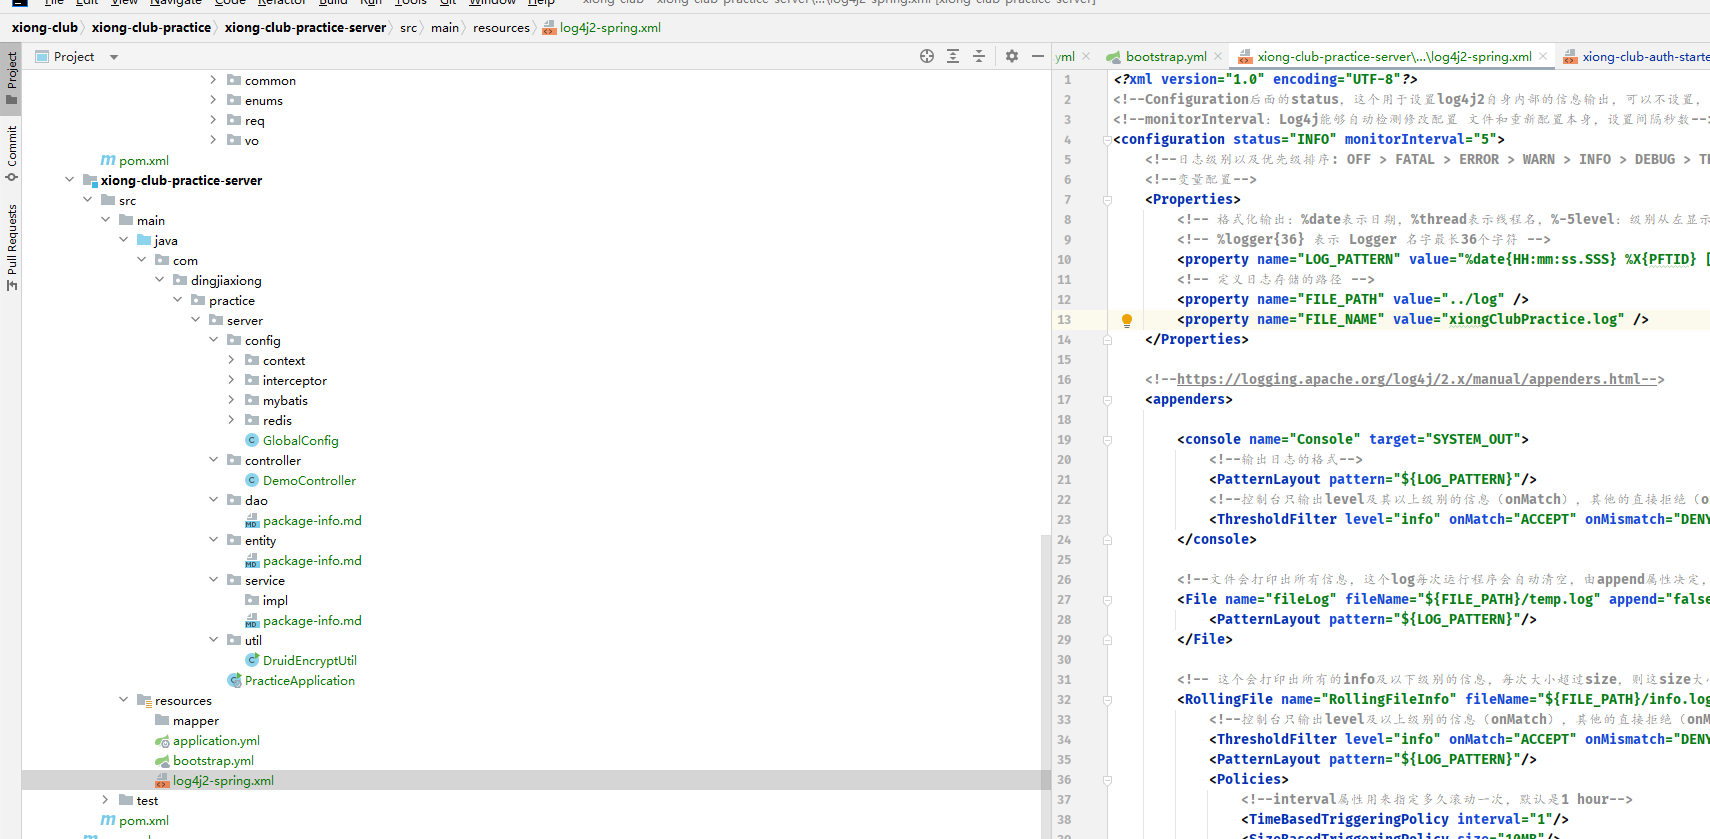 File Edit View Navigate Code Refactor Build Run Tools Git Window Help xiong-club - xiong-club-practice-server\...\log4j2-spring.xml [xiong-club-practice-server]
xiong-club xiong-club-practice xiong-club-practice-server src main resources log4j2-spring.xml
Project
Commit
Pull Requests
Project
common
enums
req
vo
pom.xml
xiong-club-practice-server
src
main
java
com
dingjiaxiong
practice
server
config
context
interceptor
mybatis
redis
GlobalConfig
controller
DemoController
dao
package-info.md
entity
package-info.md
service
impl
package-info.md
util
DruidEncryptUtil
PracticeApplication
resources
mapper
application.yml
bootstrap.yml
log4j2-spring.xml
test
pom.xml
yml bootstrap.yml xiong-club-practice-server\...\log4j2-spring.xml xiong-club-auth-starte
1 <?xml version="1.0" encoding="UTF-8"?>
2 <!--Configuration后面的status，这个用于设置log4j2自身内部的信息输出，可以不设置，
3 <!--monitorInterval：Log4j能够自动检测修改配置 文件和重新配置本身，设置间隔秒数-->
4 <configuration status="INFO" monitorInterval="5">
5 <!--日志级别以及优先级排序: OFF > FATAL > ERROR > WARN > INFO > DEBUG > TR
6 <!--变量配置-->
7 <Properties>
8 <!-- 格式化输出：%date表示日期，%thread表示线程名，%-5level：级别从左显示
9 <!-- %logger{36} 表示 Logger 名字最长36个字符 -->
10 <property name="LOG_PATTERN" value="%date{HH:mm:ss.SSS} %X{PFTID} [
11 <!-- 定义日志存储的路径 -->
12 <property name="FILE_PATH" value="../log" />
13 <property name="FILE_NAME" value="xiongClubPractice.log" />
14 </Properties>
15
16 <!--https://logging.apache.org/log4j/2.x/manual/appenders.html-->
17 <appenders>
18
19 <console name="Console" target="SYSTEM_OUT">
20 <!--输出日志的格式-->
21 <PatternLayout pattern="${LOG_PATTERN}"/>
22 <!--控制台只输出level及其以上级别的信息（onMatch），其他的直接拒绝（o
23 <ThresholdFilter level="info" onMatch="ACCEPT" onMismatch="DENY
24 </console>
25
26 <!--文件会打印出所有信息，这个log每次运行程序会自动清空，由append属性决定，
27 <File name="fileLog" fileName="${FILE_PATH}/temp.log" append="false
28 <PatternLayout pattern="${LOG_PATTERN}"/>
29 </File>
30
31 <!-- 这个会打印出所有的info及以下级别的信息，每次大小超过size，则这size大小
32 <RollingFile name="RollingFileInfo" fileName="${FILE_PATH}/info.log
33 <!--控制台只输出level及以上级别的信息（onMatch），其他的直接拒绝（onM
34 <ThresholdFilter level="info" onMatch="ACCEPT" onMismatch="DENY
35 <PatternLayout pattern="${LOG_PATTERN}"/>
36 <Policies>
37 <!--interval属性用来指定多久滚动一次，默认是1 hour-->
38 <TimeBasedTriggeringPolicy interval="1"/>
39 <SizeBasedTriggeringPolicy size="10MB"/>